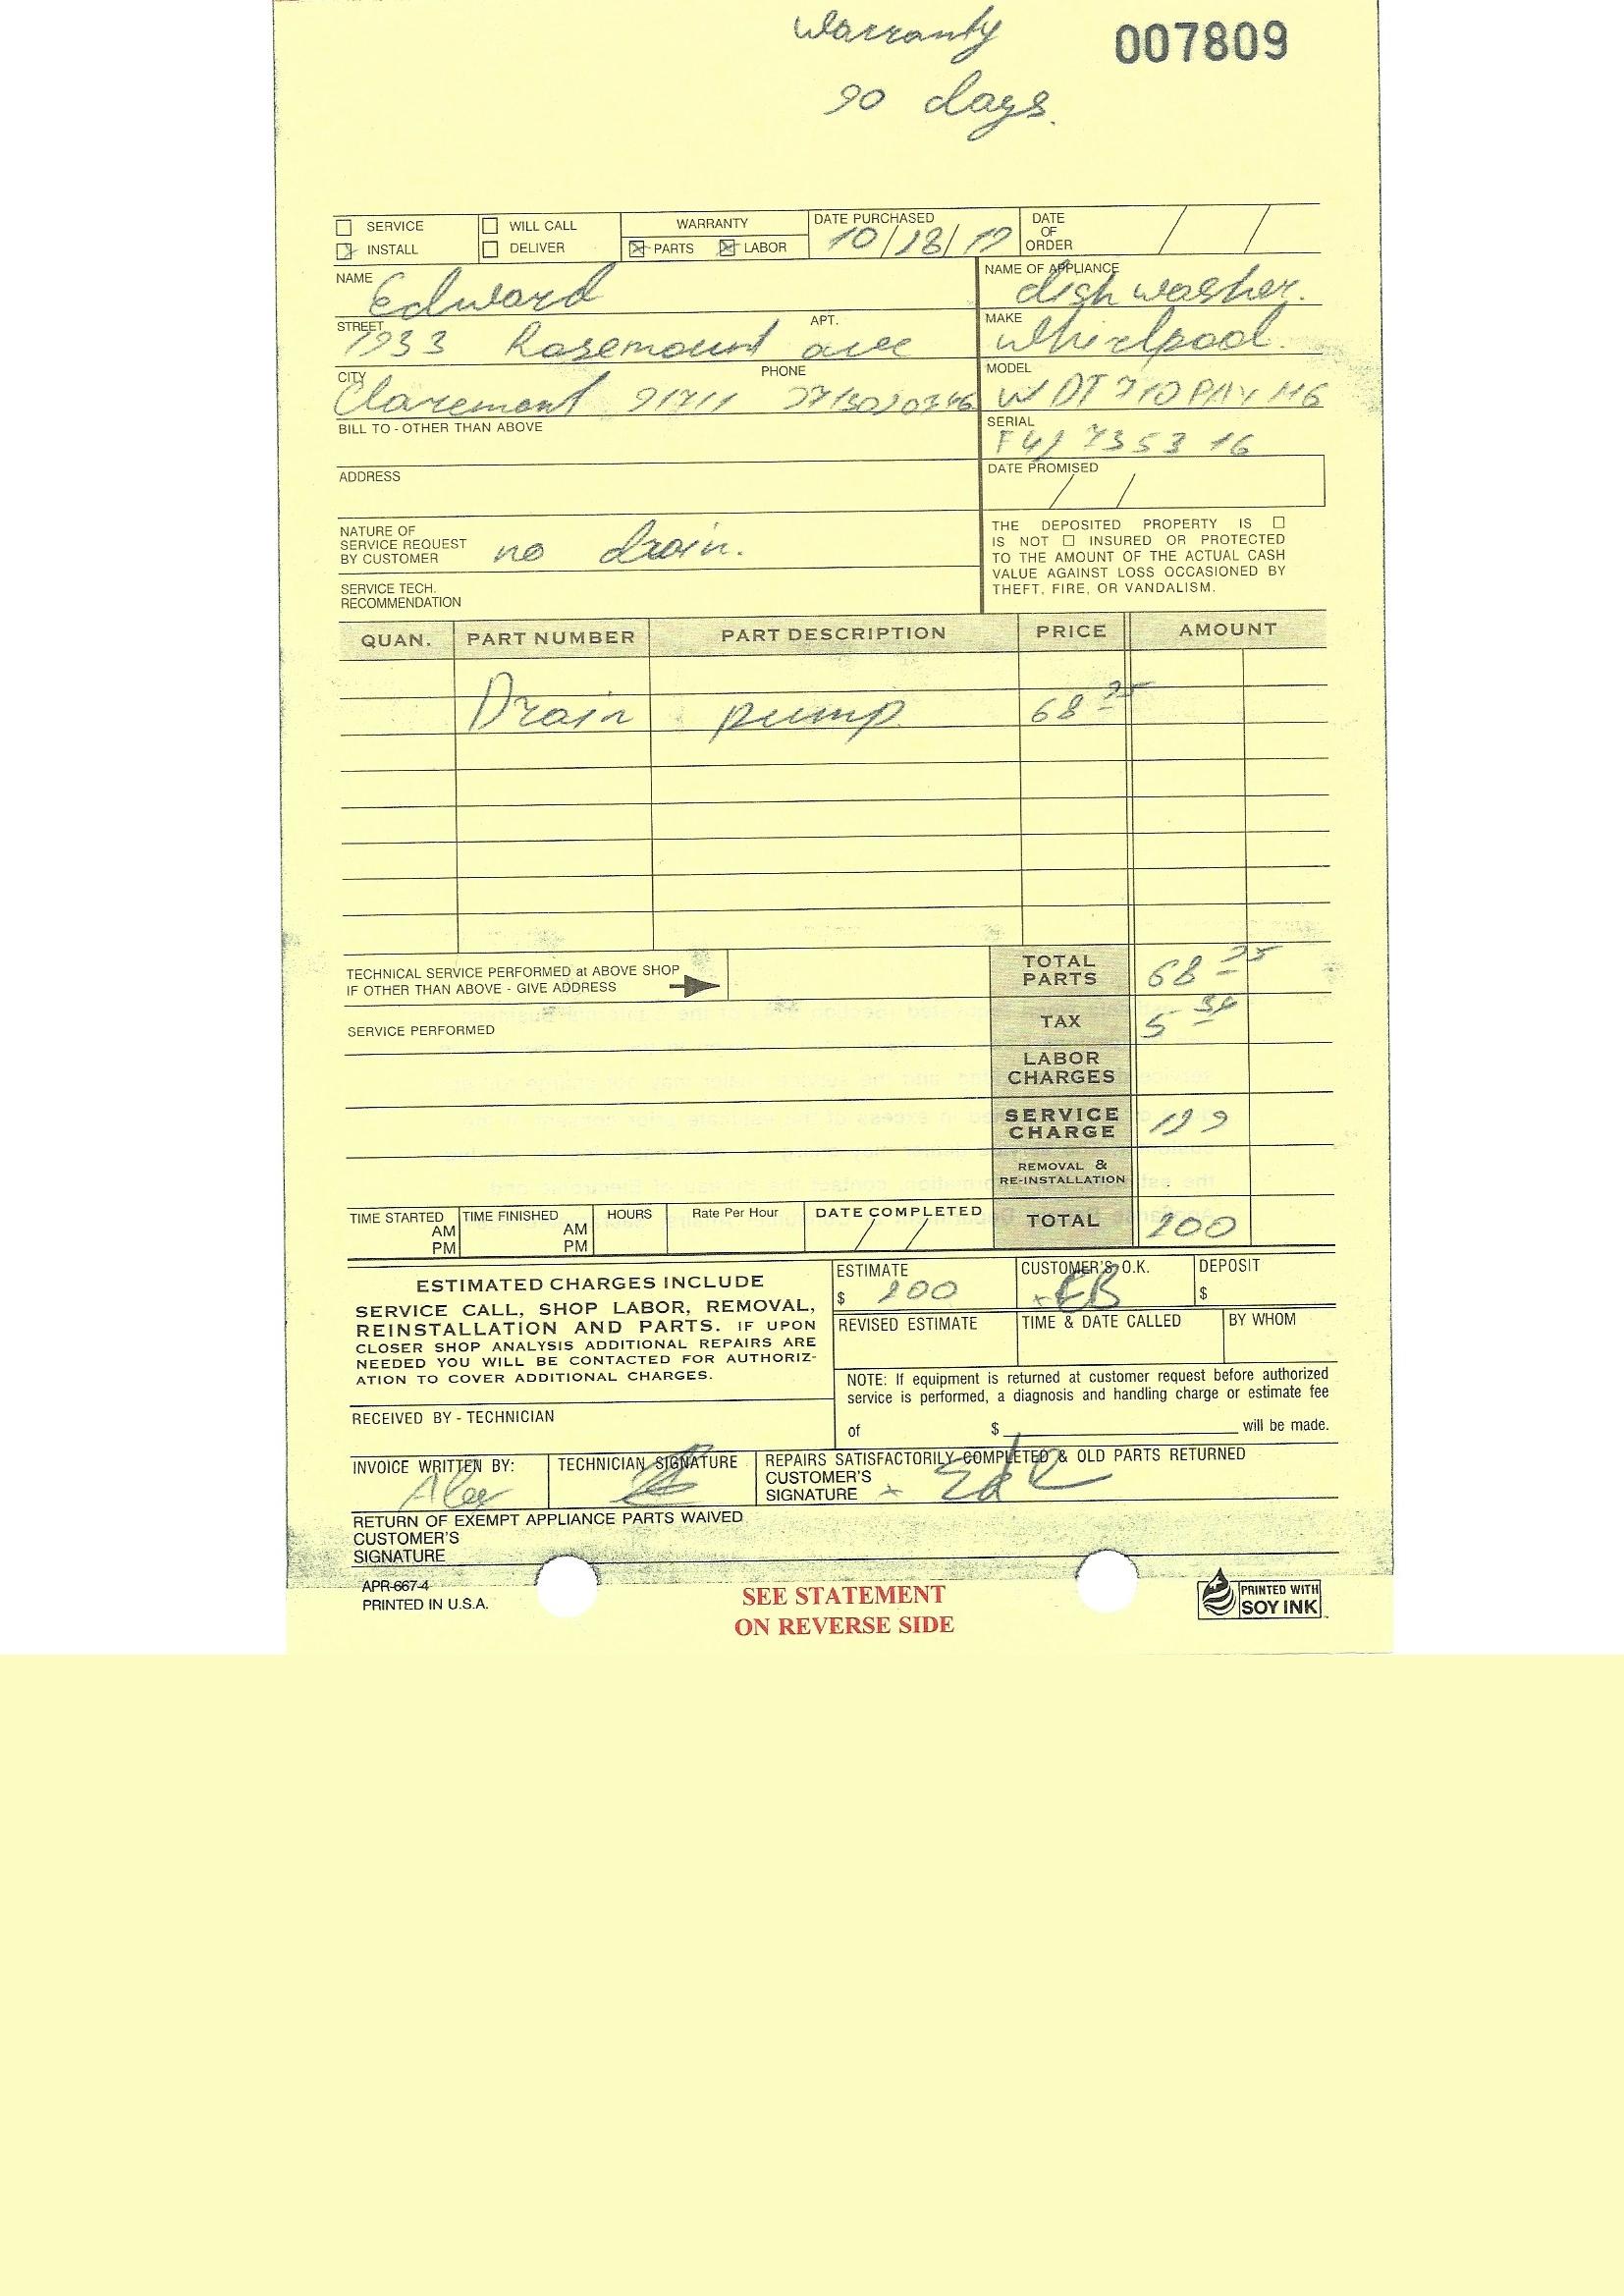 Warranty
007809
90 days.
SERVICE WILL CALL WARRANTY DATE PURCHASED DATE OF ORDER
INSTALL DELIVER PARTS LABOR 10/18/17 / /
NAME Edward NAME OF APPLIANCE dish washer.
STREET 1933 Rosemount ave APT. MAKE Whirlpool.
CITY Claremont 91711 PHONE MODEL
BILL TO - OTHER THAN ABOVE SERIAL
ADDRESS DATE PROMISED / /
NATURE OF
SERVICE REQUEST
BY CUSTOMER no drain.
THE DEPOSITED PROPERTY IS
IS NOT INSURED OR PROTECTED
TO THE AMOUNT OF THE ACTUAL CASH
VALUE AGAINST LOSS OCCASIONED BY
THEFT, FIRE, OR VANDALISM.
SERVICE TECH.
RECOMMENDATION
QUAN. PART NUMBER PART DESCRIPTION PRICE AMOUNT
Drain pump 68 25
TECHNICAL SERVICE PERFORMED at ABOVE SHOP
IF OTHER THAN ABOVE - GIVE ADDRESS
TOTAL PARTS 68 25
SERVICE PERFORMED
TAX 5
LABOR CHARGES
SERVICE CHARGE
REMOVAL &
RE-INSTALLATION
TIME STARTED AM PM TIME FINISHED AM PM HOURS Rate Per Hour DATE COMPLETED / / TOTAL 200
ESTIMATED CHARGES INCLUDE
SERVICE CALL, SHOP LABOR, REMOVAL,
REINSTALLATION AND PARTS. IF UPON
CLOSER SHOP ANALYSIS ADDITIONAL REPAIRS ARE
NEEDED YOU WILL BE CONTACTED FOR AUTHORIZ-
ATION TO COVER ADDITIONAL CHARGES.
ESTIMATE $ 200 CUSTOMER'S O.K. x EB DEPOSIT $
REVISED ESTIMATE TIME & DATE CALLED BY WHOM
NOTE: If equipment is returned at customer request before authorized
service is performed, a diagnosis and handling charge or estimate fee
of $ will be made.
RECEIVED BY - TECHNICIAN
INVOICE WRITTEN BY: Alex TECHNICIAN SIGNATURE REPAIRS SATISFACTORILY COMPLETED & OLD PARTS RETURNED
CUSTOMER'S
SIGNATURE x
RETURN OF EXEMPT APPLIANCE PARTS WAIVED
CUSTOMER'S
SIGNATURE
APR-667-4
PRINTED IN U.S.A.
SEE STATEMENT
ON REVERSE SIDE
PRINTED WITH
SOY INK